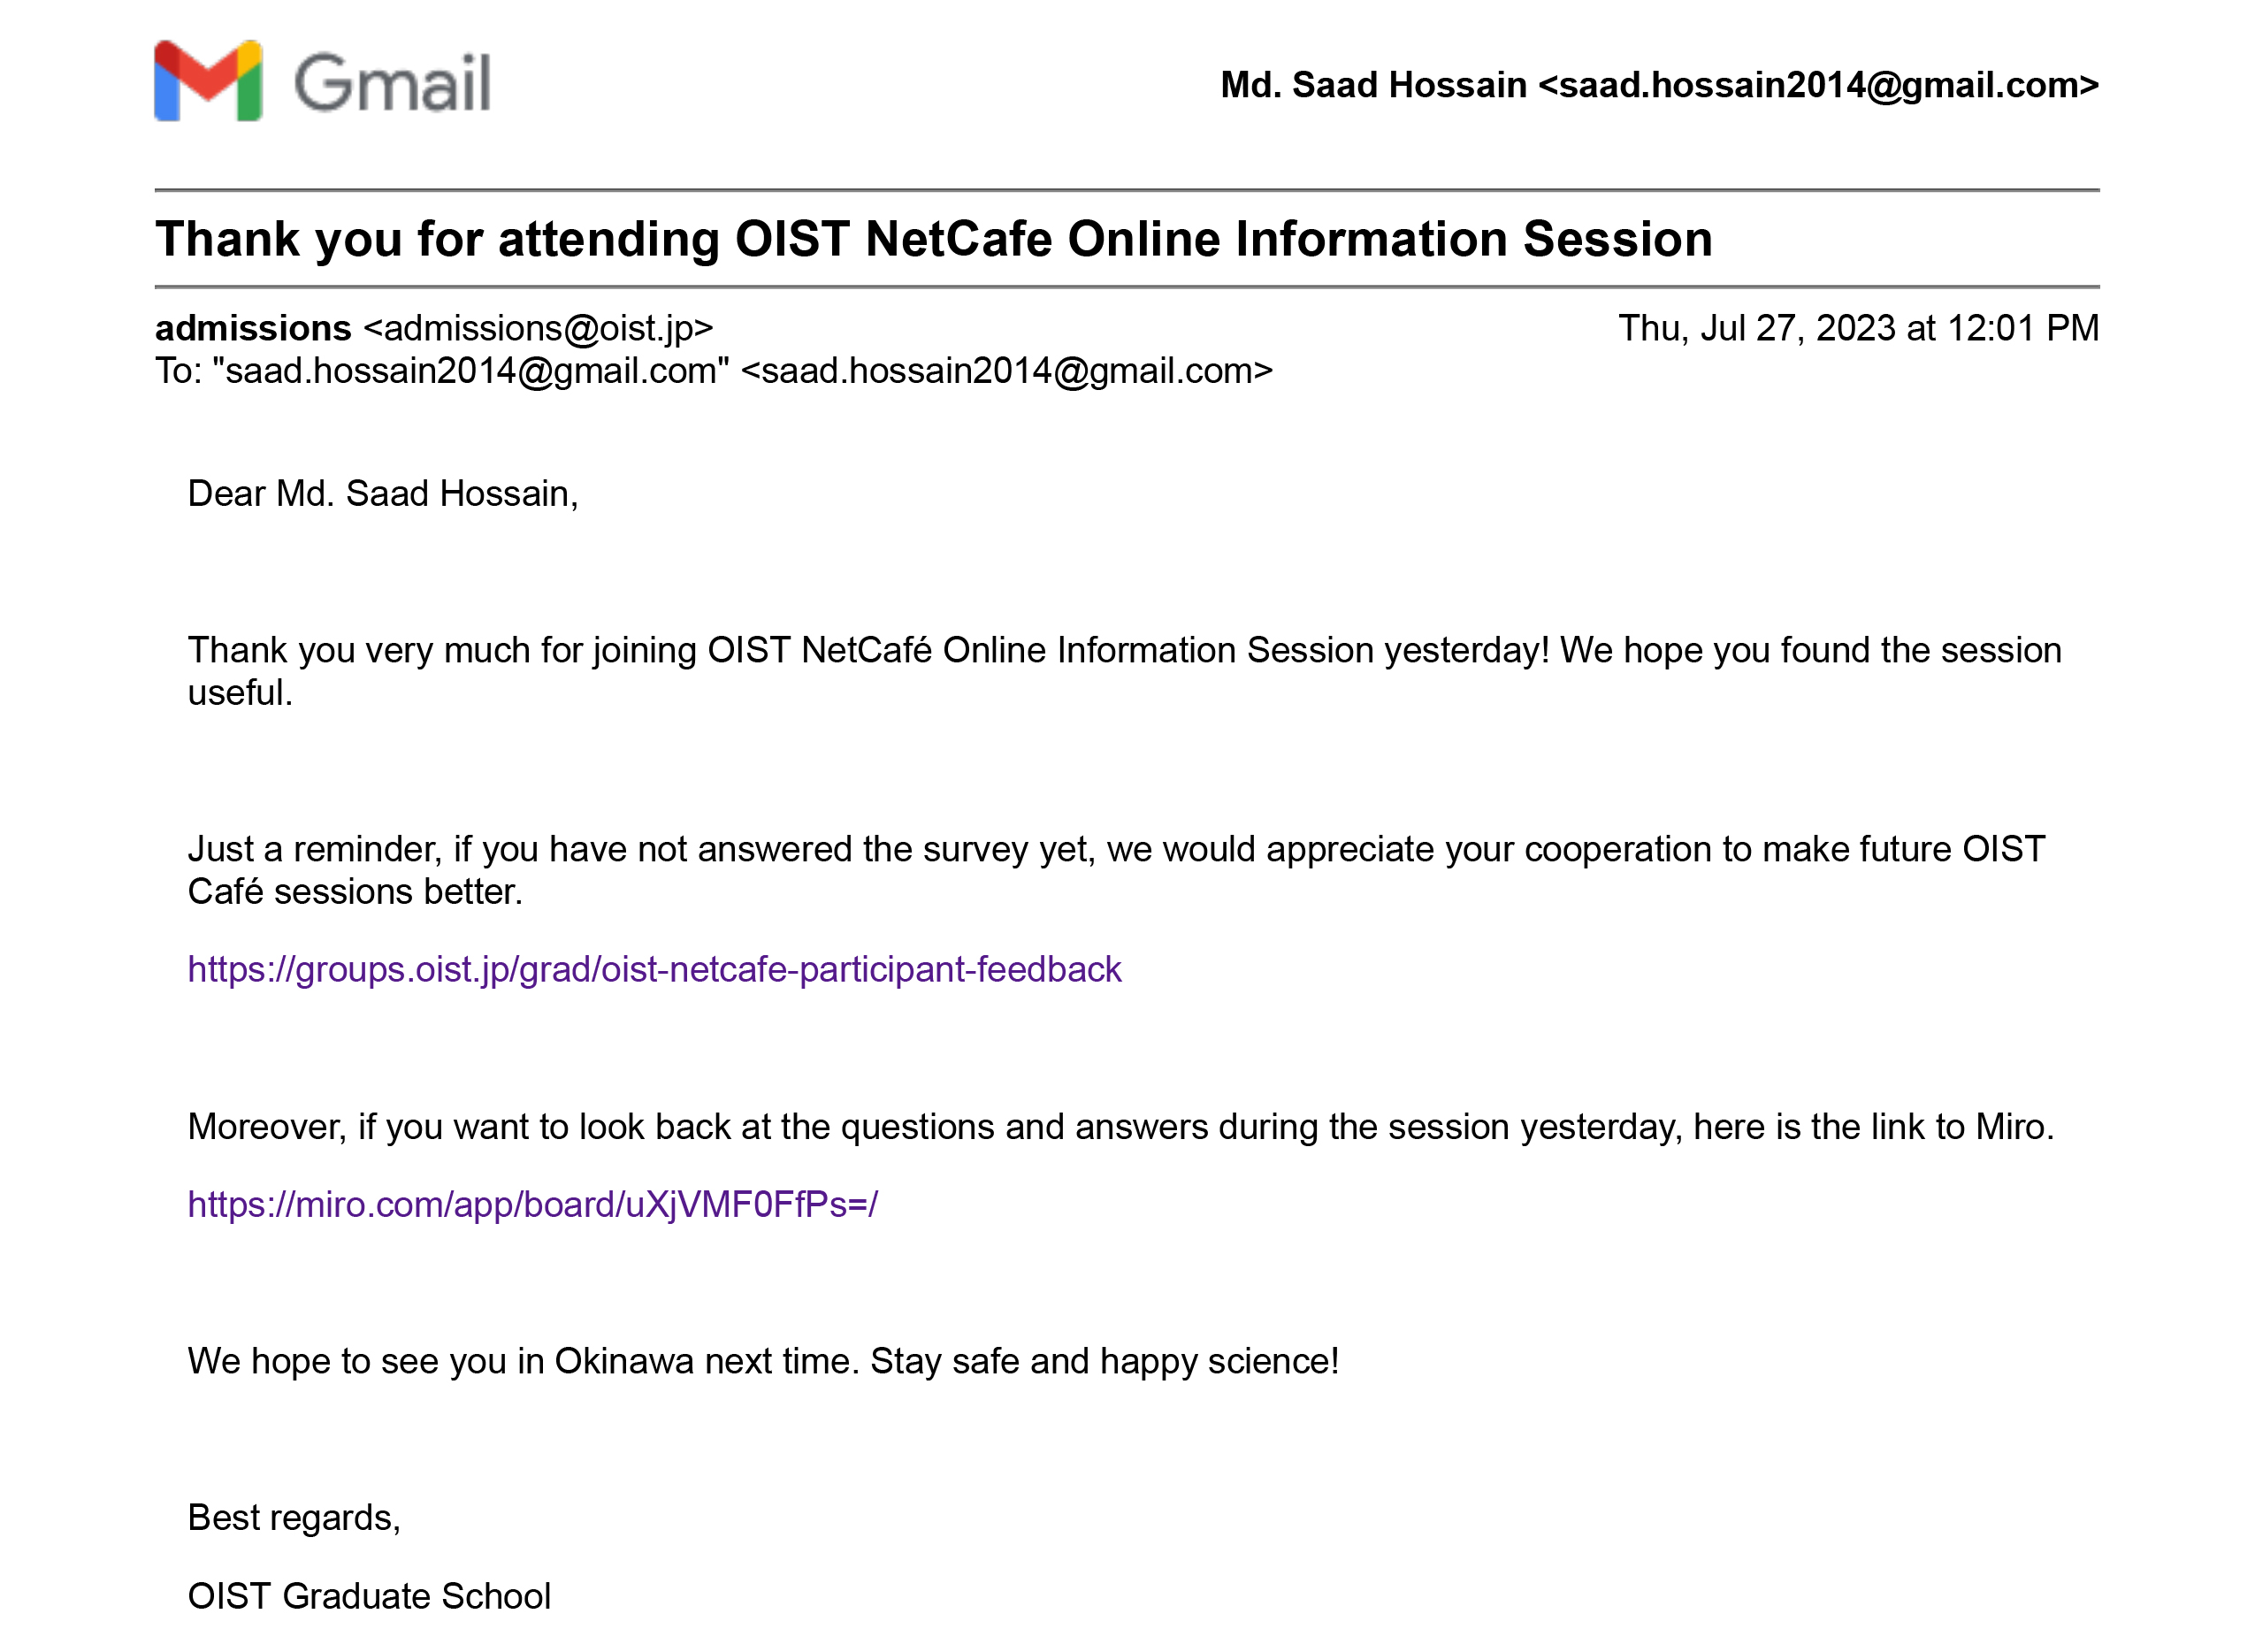 Gmail
Md. Saad Hossain <saad.hossain2014@gmail.com>
Thank you for attending OIST NetCafe Online Information Session
admissions <admissions@oist.jp>
Thu, Jul 27, 2023 at 12:01 PM
To: "saad.hossain2014@gmail.com" <saad.hossain2014@gmail.com>
Dear Md. Saad Hossain,
Thank you very much for joining OIST NetCafé Online Information Session yesterday! We hope you found the session
useful.
Just a reminder, if you have not answered the survey yet, we would appreciate your cooperation to make future OIST
Café sessions better.
https://groups.oist.jp/grad/oist-netcafe-participant-feedback
Moreover, if you want to look back at the questions and answers during the session yesterday, here is the link to Miro.
https://miro.com/app/board/uXjVMF0FfPs=/
We hope to see you in Okinawa next time. Stay safe and happy science!
Best regards,
OIST Graduate School